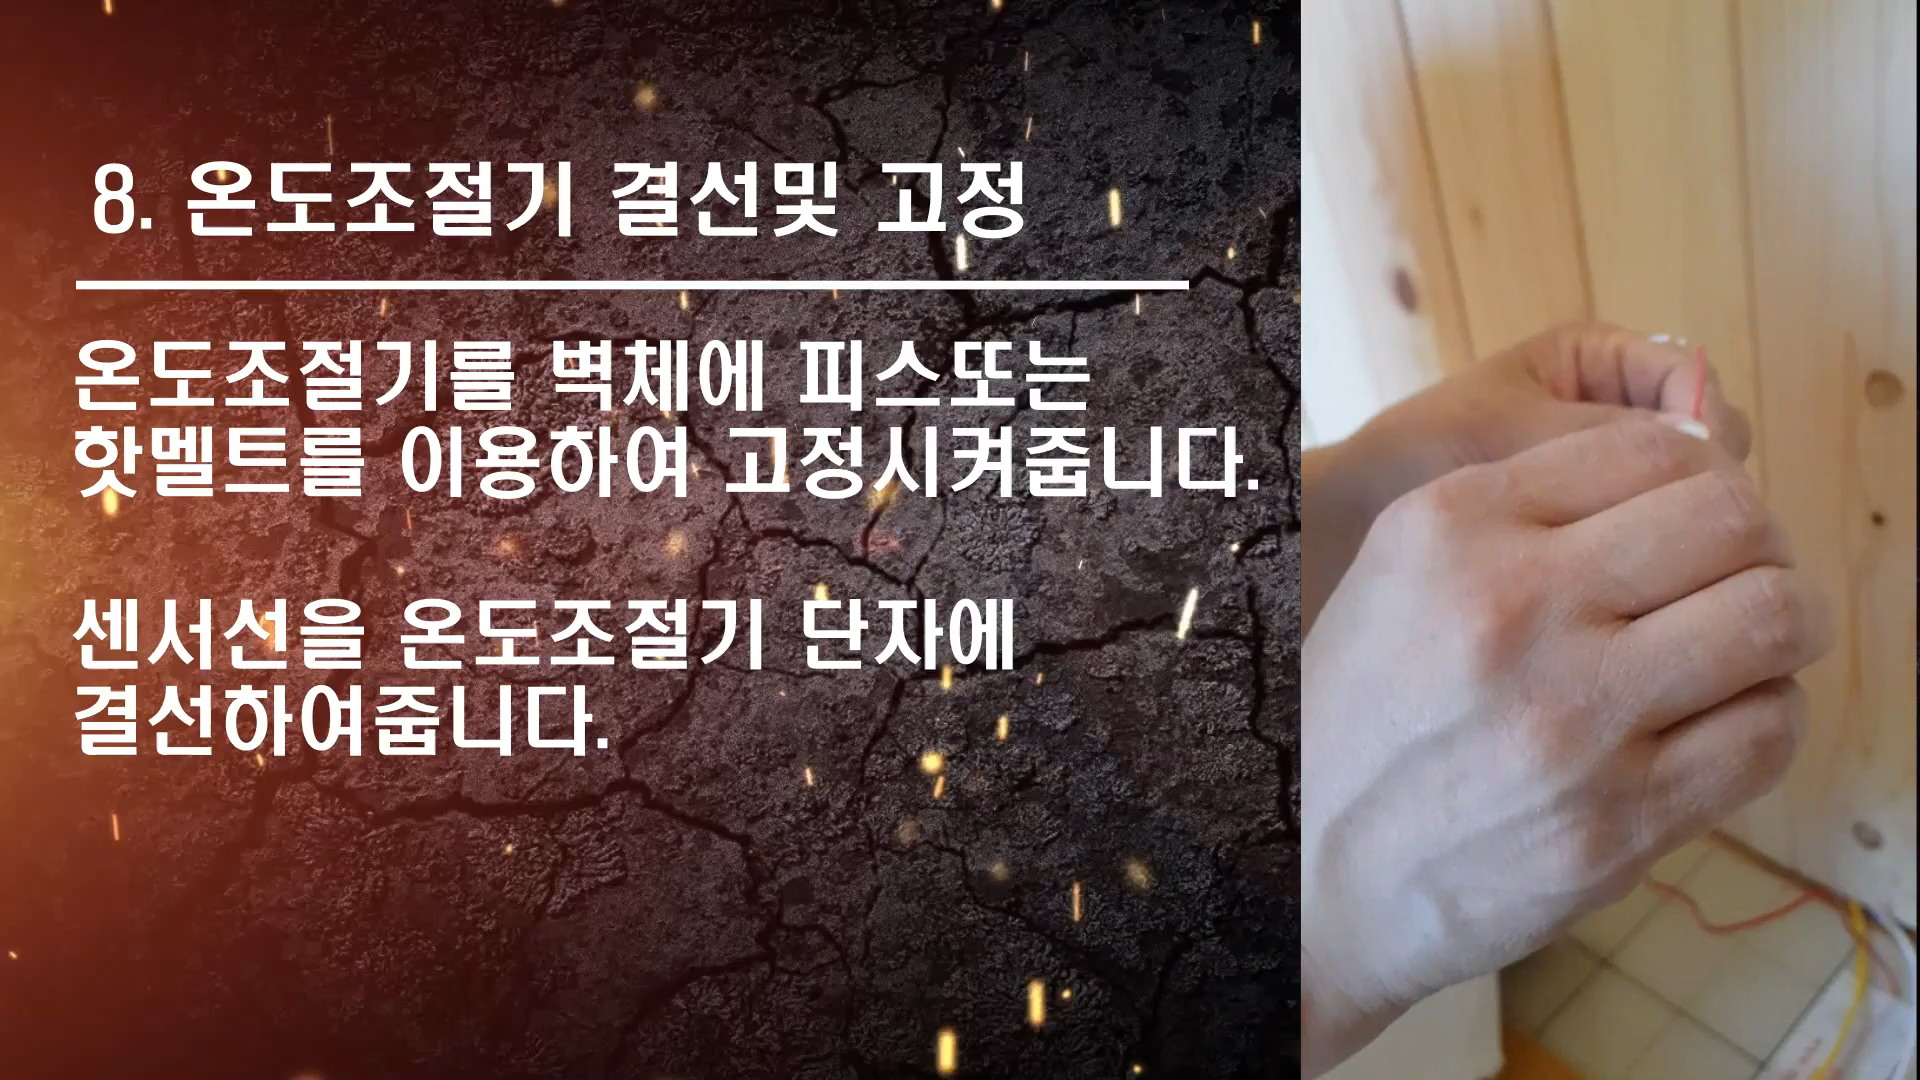 8. 온도조절기 결선및 고정
온도조절기를 벽체에 피스또는
핫멜트를 이용하여 고정시켜줍니다.
센서선을 온도조절기 단자에
결선하여줍니다.